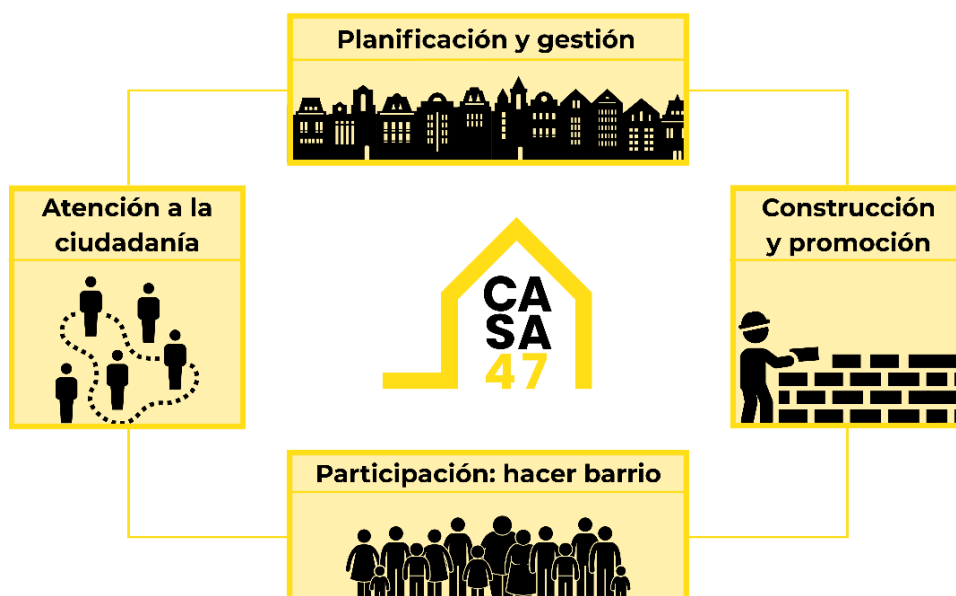 Planificación y gestión
Atención a la
ciudadanía
Construcción
y promoción
CA
SA
47
Participación: hacer barrio